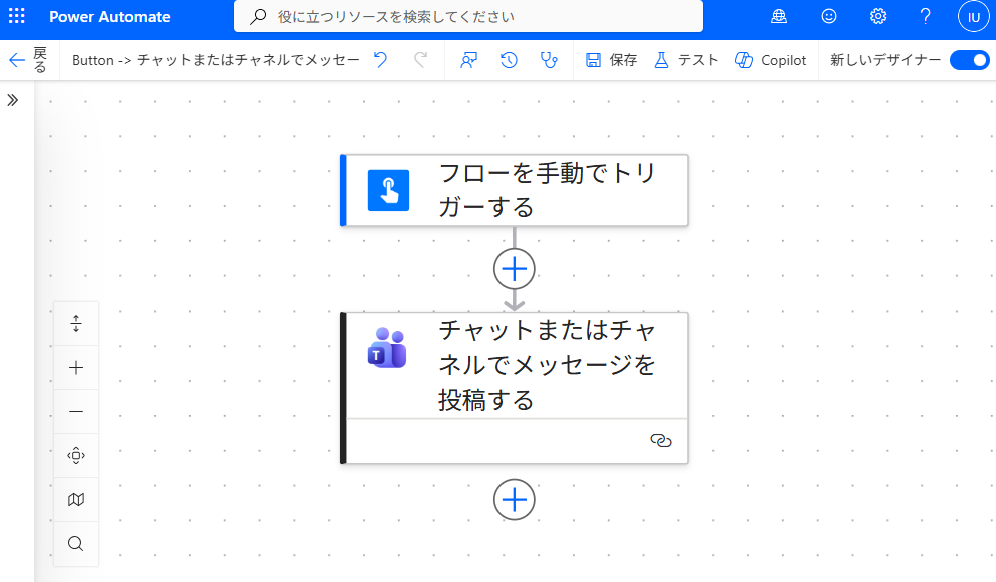 Power Automate
役に立つリソースを検索してください
IU
戻る
Button -> チャットまたはチャネルでメッセー
保存
テスト
Copilot
新しいデザイナー
フローを手動でトリ
ガーする
T
チャットまたはチャ
ネルでメッセージを
投稿する